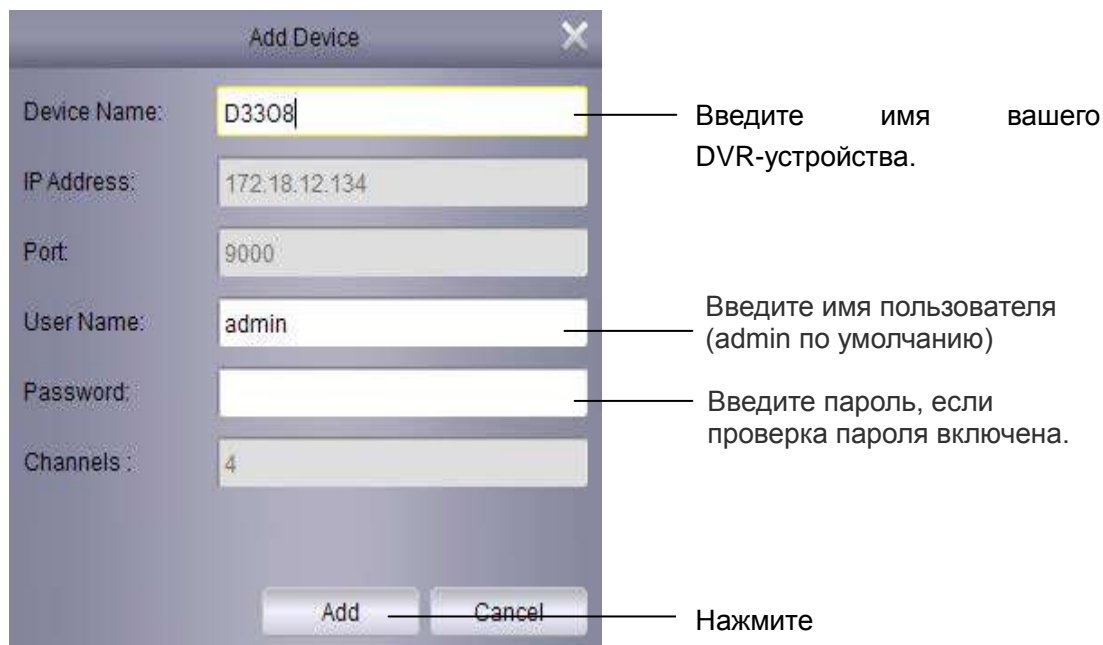 Add Device
Device Name: D33O8
Введите имя вашего
DVR-устройства.
IP Address: 172.18.12.134
Port: 9000
User Name: admin
Введите имя пользователя
(admin по умолчанию)
Password:
Введите пароль, если
проверка пароля включена.
Channels : 4
Add Cancel
Нажмите